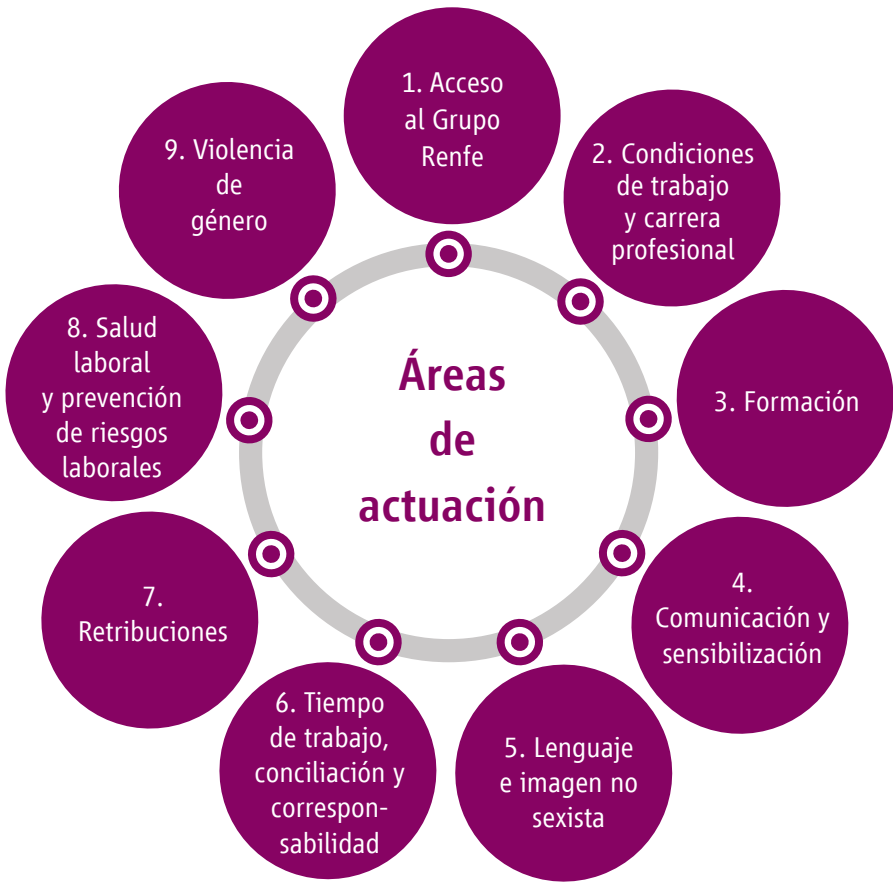 Áreas
de
actuación
1. Acceso
al Grupo
Renfe
2. Condiciones
de trabajo
y carrera
profesional
3. Formación
4.
Comunicación y
sensibilización
5. Lenguaje
e imagen no
sexista
6. Tiempo
de trabajo,
conciliación y
correspon-
sabilidad
7.
Retribuciones
8. Salud
laboral
y prevención
de riesgos
laborales
9. Violencia
de
género